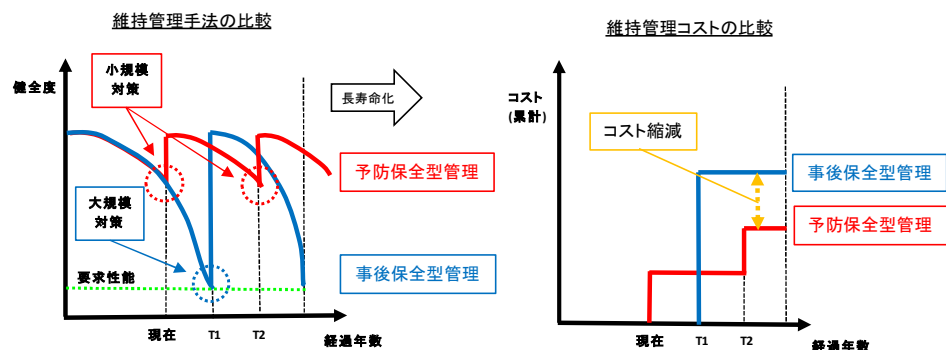 維持管理手法の比較
健全度
小規模
対策
大規模
対策
要求性能
現在
T1
T2
経過年数
予防保全型管理
事後保全型管理
長寿命化
維持管理コストの比較
コスト
(累計)
コスト縮減
事後保全型管理
予防保全型管理
現在
T1
T2
経過年数